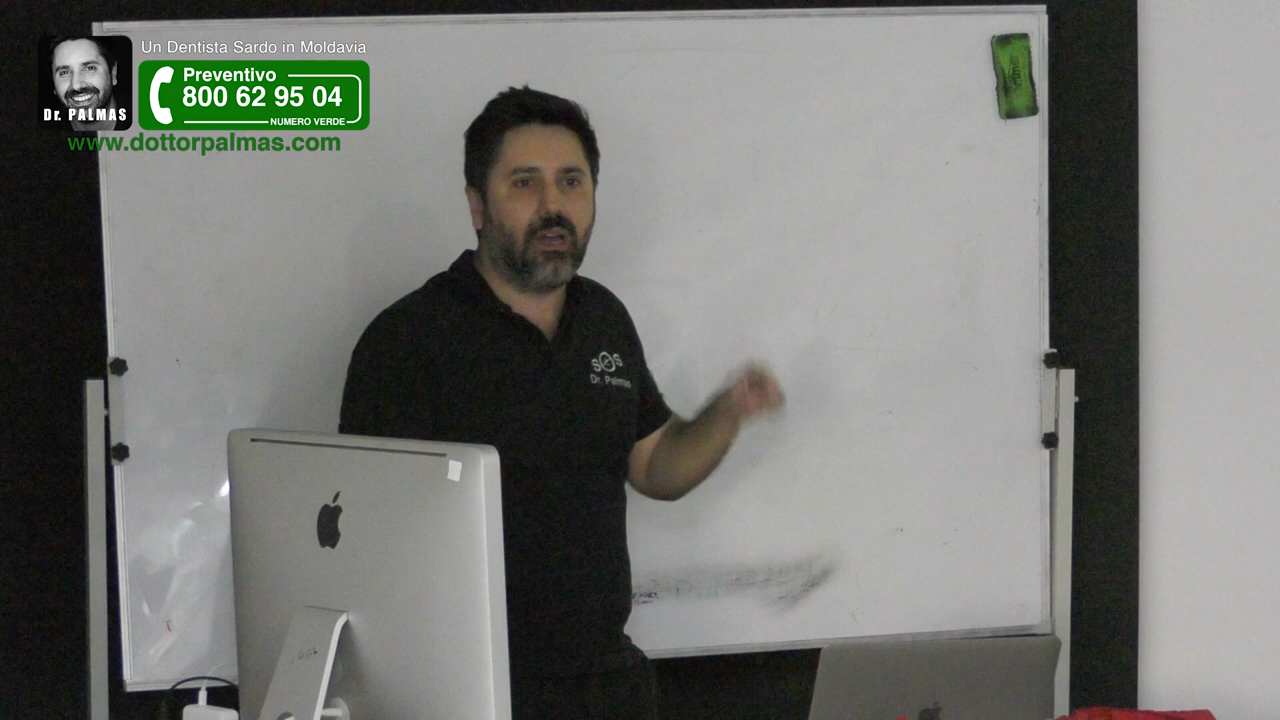 Un Dentista Sardo in Moldavia
Preventivo
800 62 95 04
NUMERO VERDE
Dr. PALMAS
www.dottorpalmas.com
SOS
Dr. Palmas